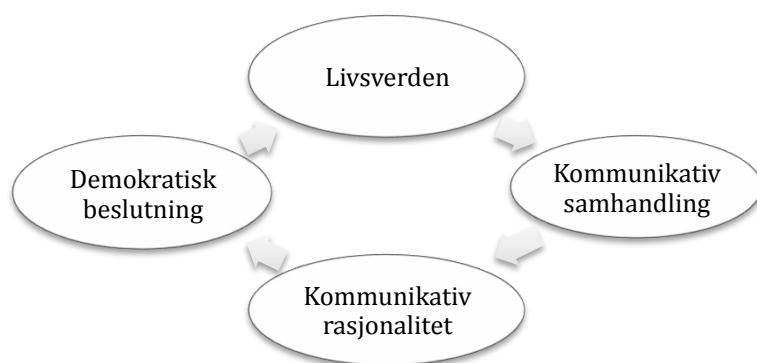 Livsverden
Kommunikativ
samhandling
Kommunikativ
rasjonalitet
Demokratisk
beslutning